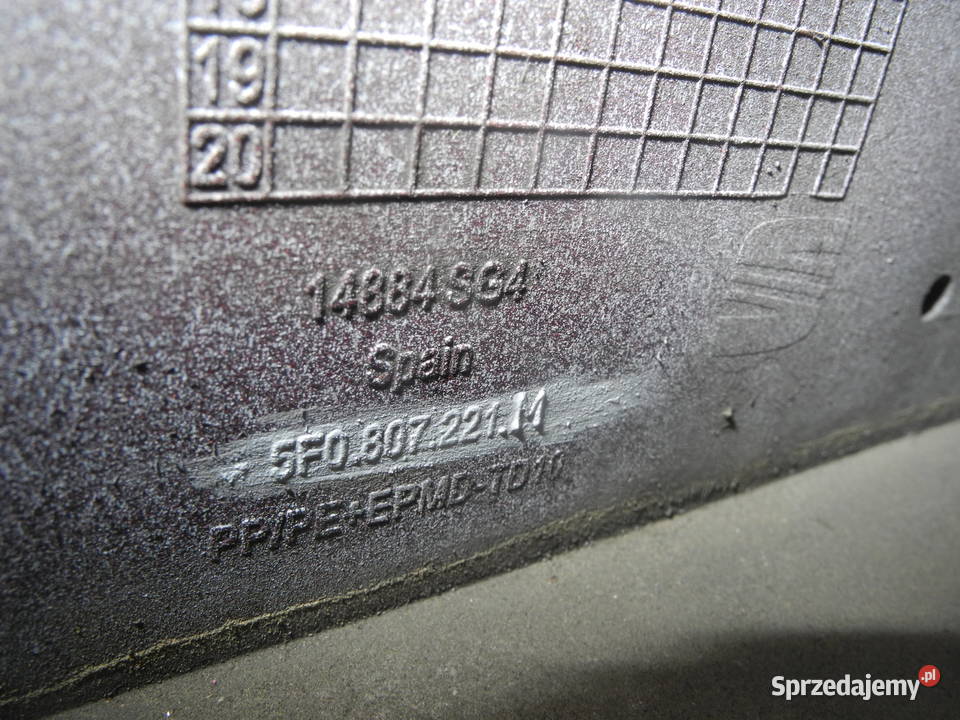 19
20
14884 SG4
Spain
5F0.807.221.M
PP/PE+EPMD-TD10
Sprzedajemy.pl